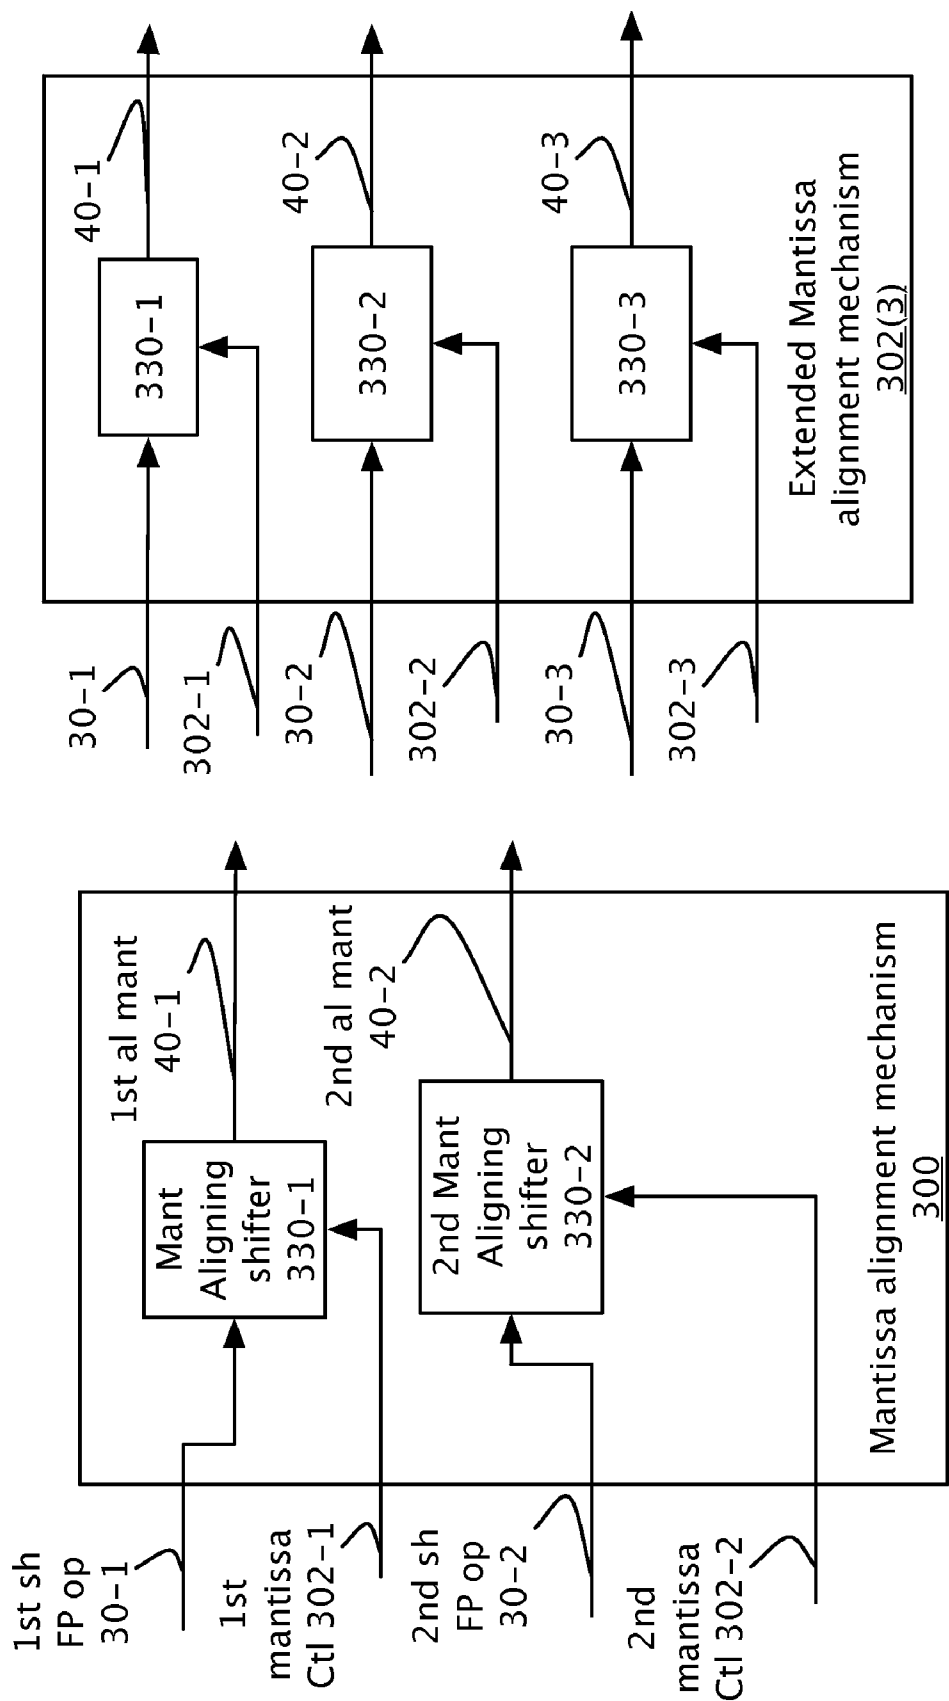 1st sh
FP op
30-1
1st
mantissa
Ctl 302-1
2nd sh
FP op
30-2
2nd
mantissa
Ctl 302-2
Mant
Aligning
shifter
330-1
1st al mant
40-1
2nd Mant
Aligning
shifter
330-2
2nd al mant
40-2
Mantissa alignment mechanism
300
30-1
302-1
30-2
302-2
30-3
302-3
330-1
40-1
330-2
40-2
330-3
40-3
Extended Mantissa
alignment mechanism
302(3)